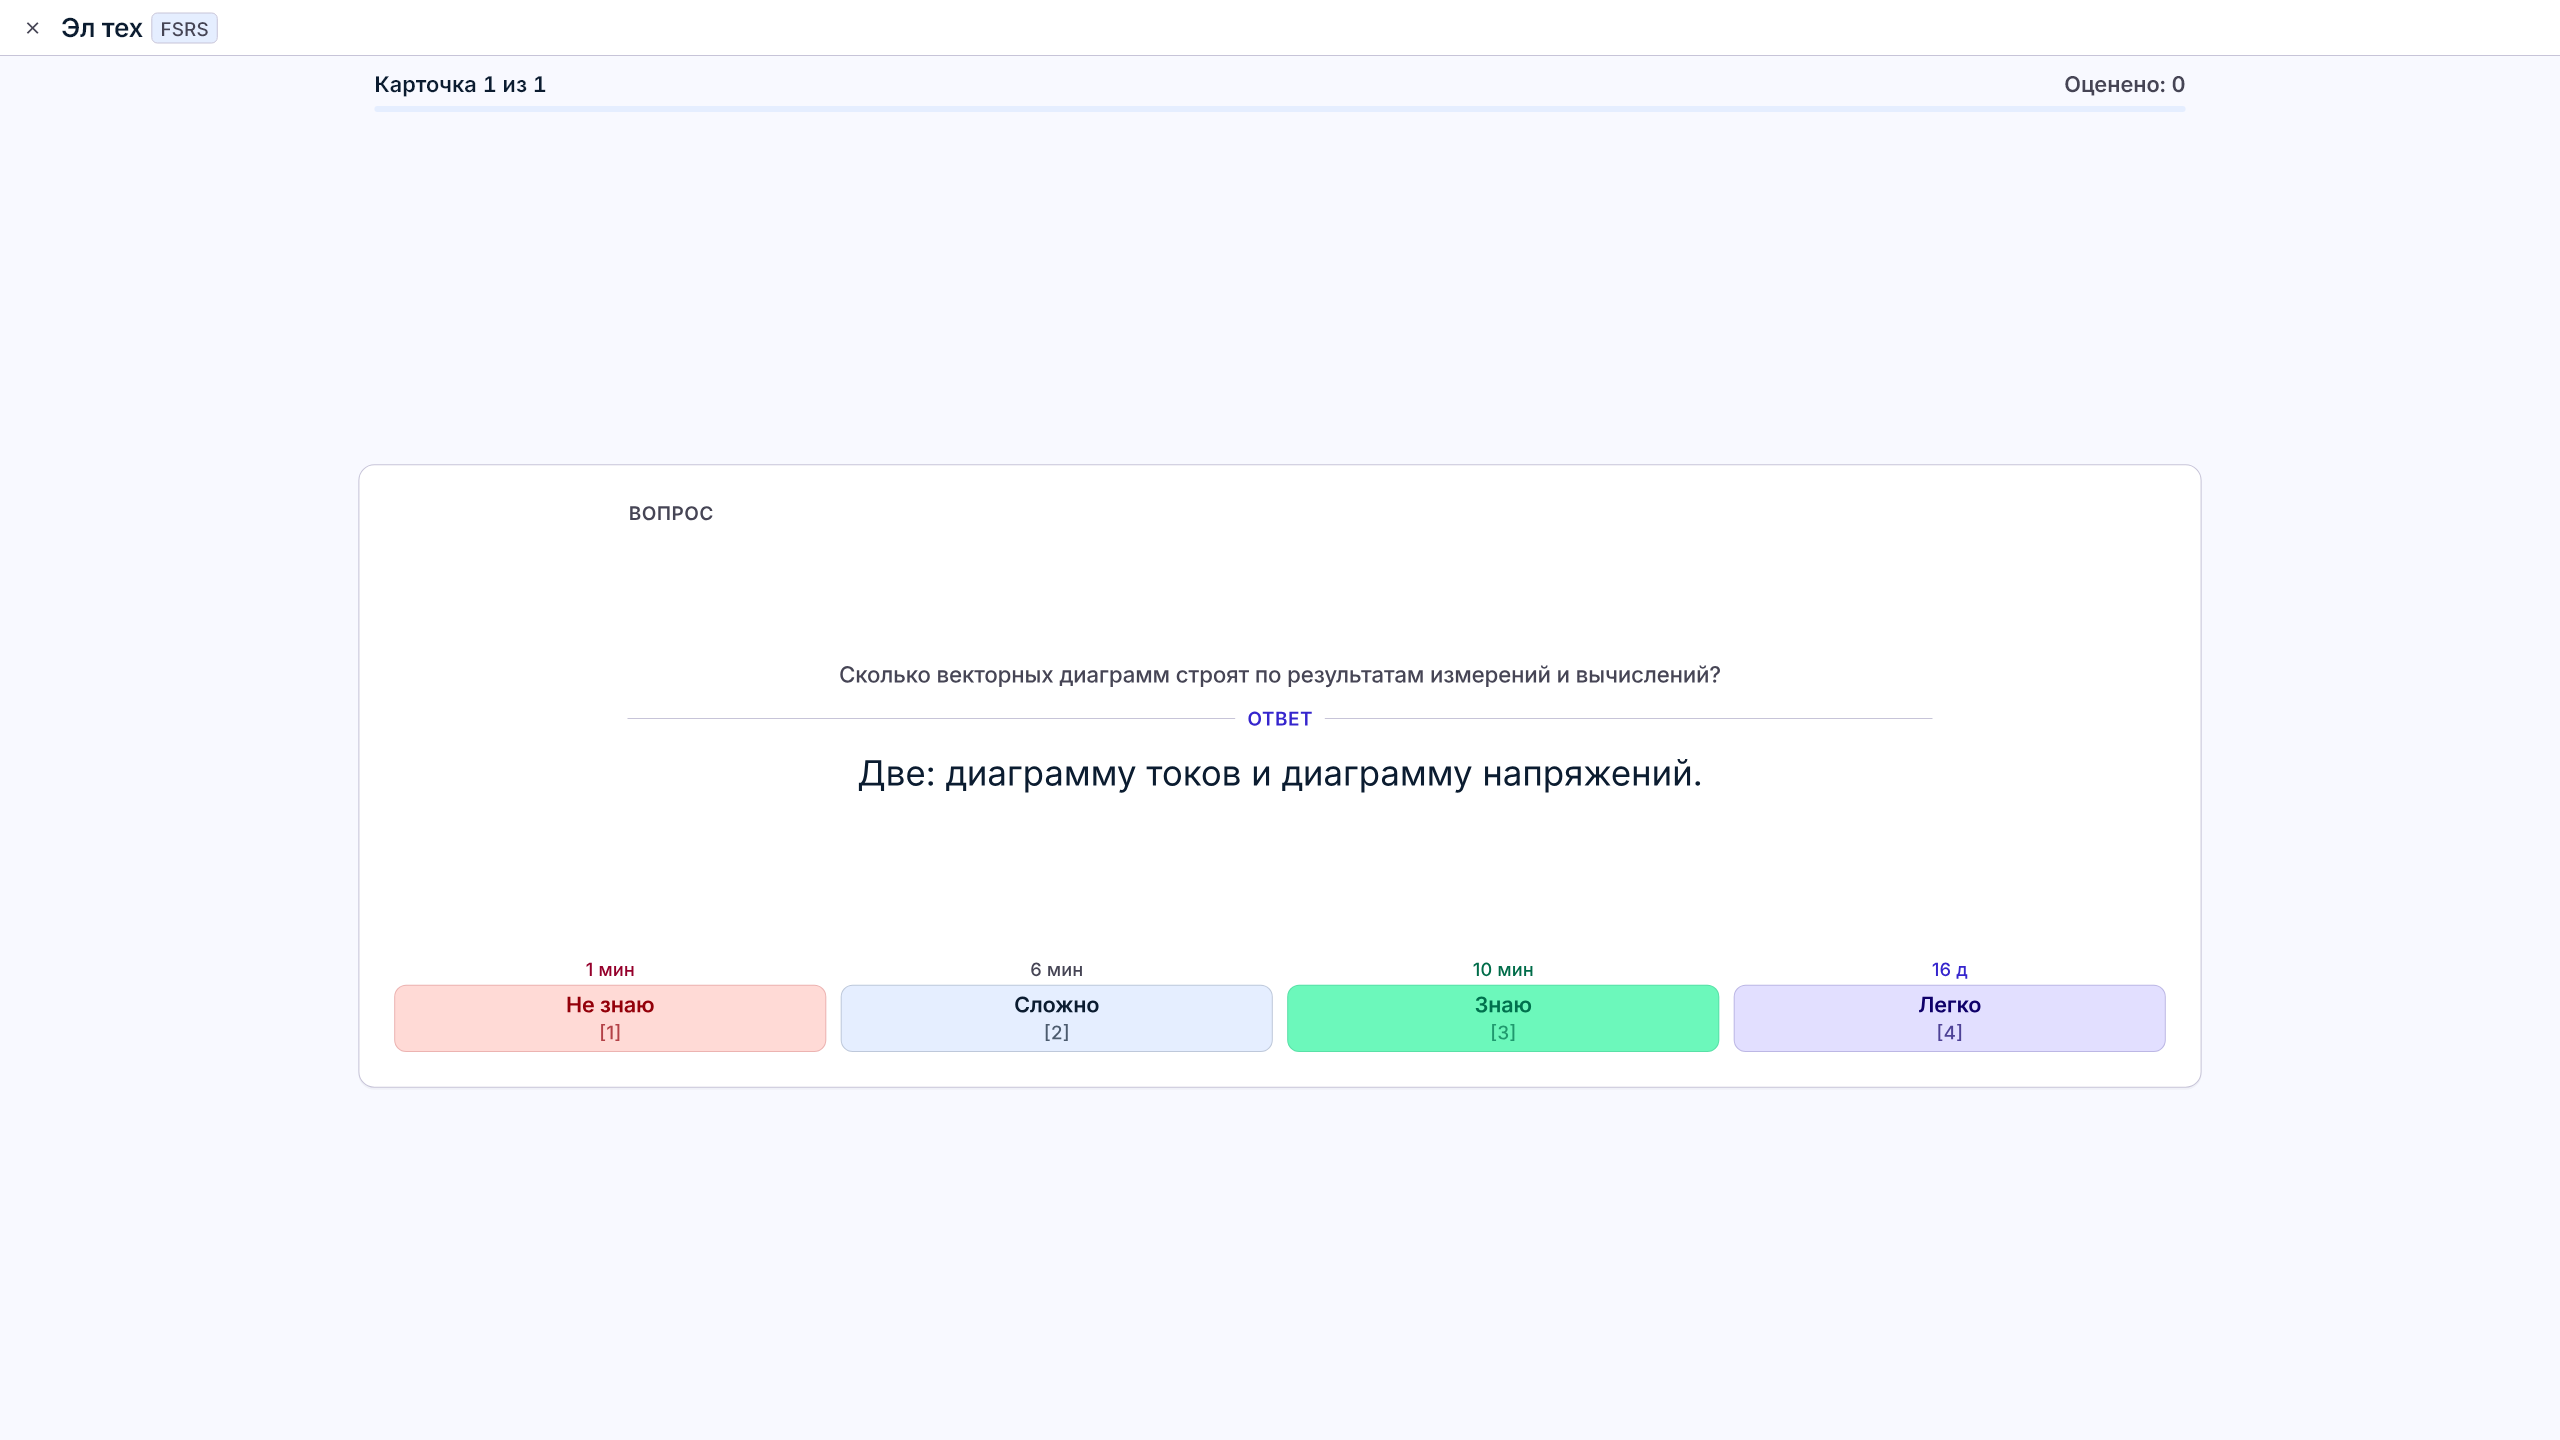 Эл тех FSRS
Карточка 1 из 1
Оценено: 0
ВОПРОС
Сколько векторных диаграмм строят по результатам измерений и вычислений?
ОТВЕТ
Две: диаграмму токов и диаграмму напряжений.
1 мин
Не знаю
[1]
6 мин
Сложно
[2]
10 мин
Знаю
[3]
16 д
Легко
[4]